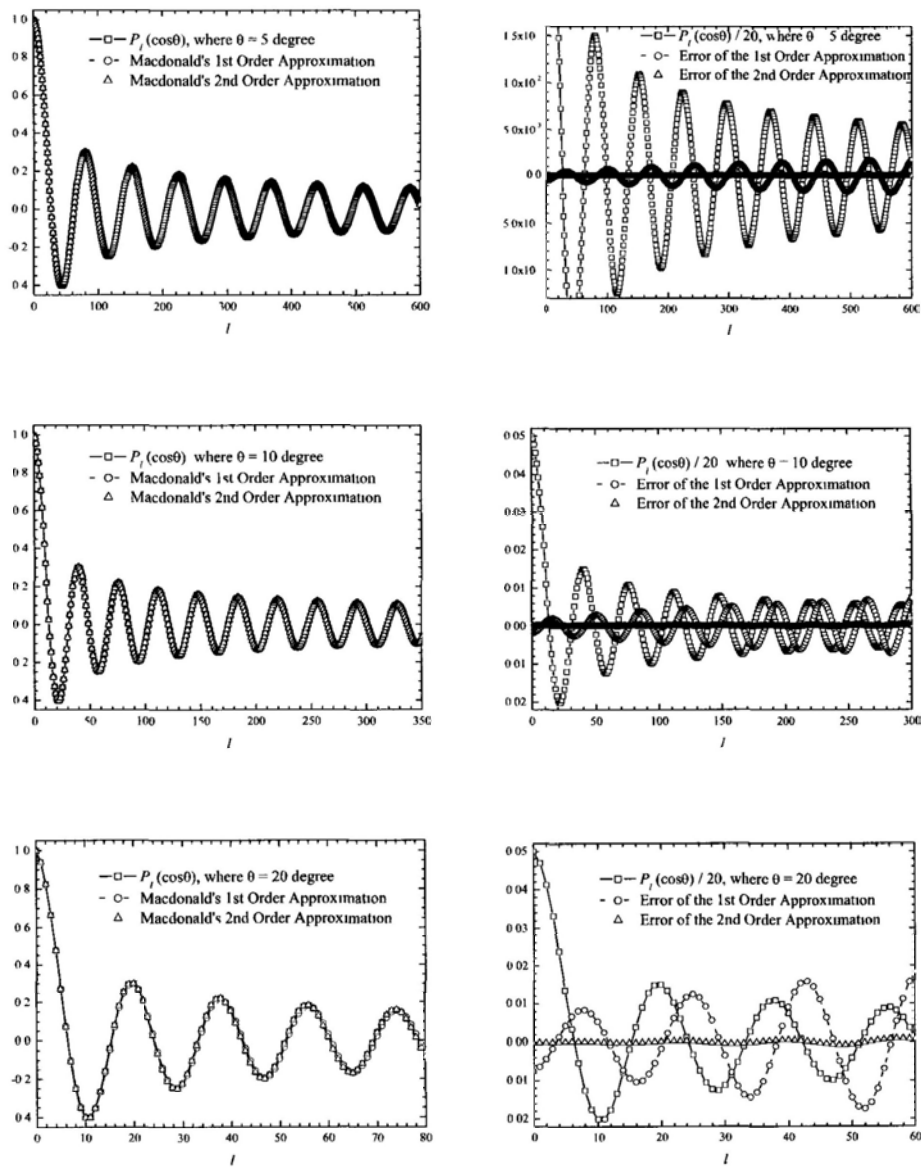 1 0
0 8
0 6
0 4
0 2
0 0
-0 2
0 4
P_l (cosθ), where θ = 5 degree
Macdonald's 1st Order Approximation
Macdonald's 2nd Order Approximation
0 100 200 300 400 500 600
l
1 5x10
1 0x10²
5 0x10³
0 0
5 0x10
1 0x10
P_l (cosθ) / 20, where θ 5 degree
Error of the 1st Order Approximation
Error of the 2nd Order Approximation
0 100 200 300 400 500 600
l
1 0
0 8
0 6
0 4
0 2
0 0
-0 2
0 4
P_l (cosθ) where θ = 10 degree
Macdonald's 1st Order Approximation
Macdonald's 2nd Order Approximation
0 50 100 150 200 250 300 350
l
0 05
0 04
0 03
0 02
0 01
0 00
0 01
0 02
P_l (cosθ) / 20 where θ = 10 degree
Error of the 1st Order Approximation
Error of the 2nd Order Approximation
0 50 100 150 200 250 300
l
1 0
0 8
0 6
0 4
0 2
0 0
-0 2
0 4
P_l (cosθ), where θ = 20 degree
Macdonald's 1st Order Approximation
Macdonald's 2nd Order Approximation
0 10 20 30 40 50 60 70 80
l
0 05
0 04
0 03
0 02
0 01
0 00
0 01
0 02
P_l (cosθ) / 20, where θ = 20 degree
Error of the 1st Order Approximation
Error of the 2nd Order Approximation
0 10 20 30 40 50 60
l